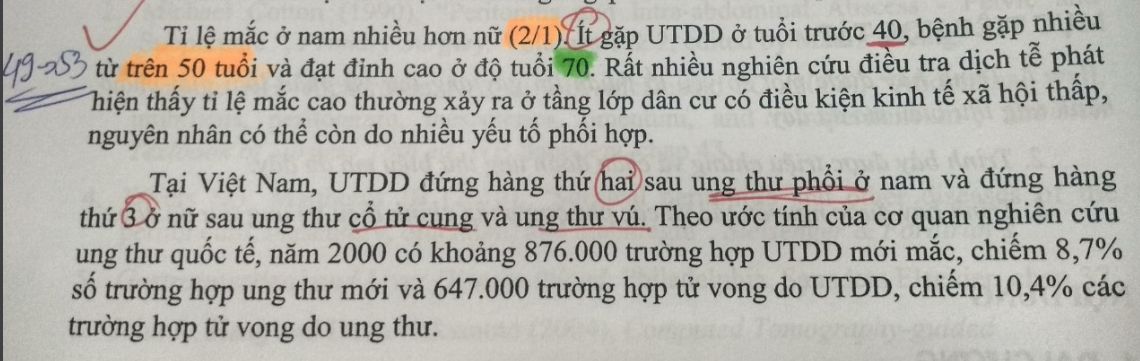 Tỉ lệ mắc ở nam nhiều hơn nữ (2/1). Ít gặp UTDD ở tuổi trước 40, bệnh gặp nhiều
49->53 từ trên 50 tuổi và đạt đỉnh cao ở độ tuổi 70. Rất nhiều nghiên cứu điều tra dịch tễ phát
hiện thấy tỉ lệ mắc cao thường xảy ra ở tầng lớp dân cư có điều kiện kinh tế xã hội thấp,
nguyên nhân có thể còn do nhiều yếu tố phối hợp.
Tại Việt Nam, UTDD đứng hàng thứ hai sau ung thư phổi ở nam và đứng hàng
thứ 3 ở nữ sau ung thư cổ tử cung và ung thư vú. Theo ước tính của cơ quan nghiên cứu
ung thư quốc tế, năm 2000 có khoảng 876.000 trường hợp UTDD mới mắc, chiếm 8,7%
số trường hợp ung thư mới và 647.000 trường hợp tử vong do UTDD, chiếm 10,4% các
trường hợp tử vong do ung thư.